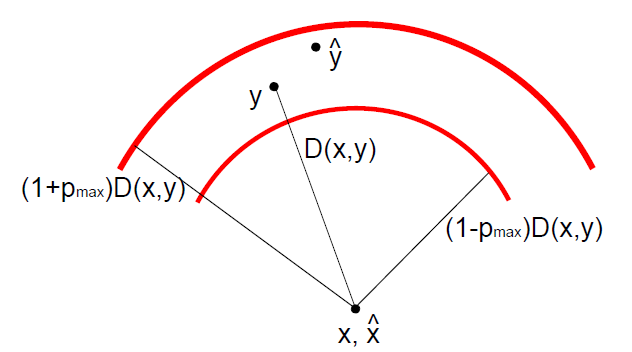 ŷ
y
D(x,y)
(1+pmax)D(x,y)
(1-pmax)D(x,y)
x, x̂